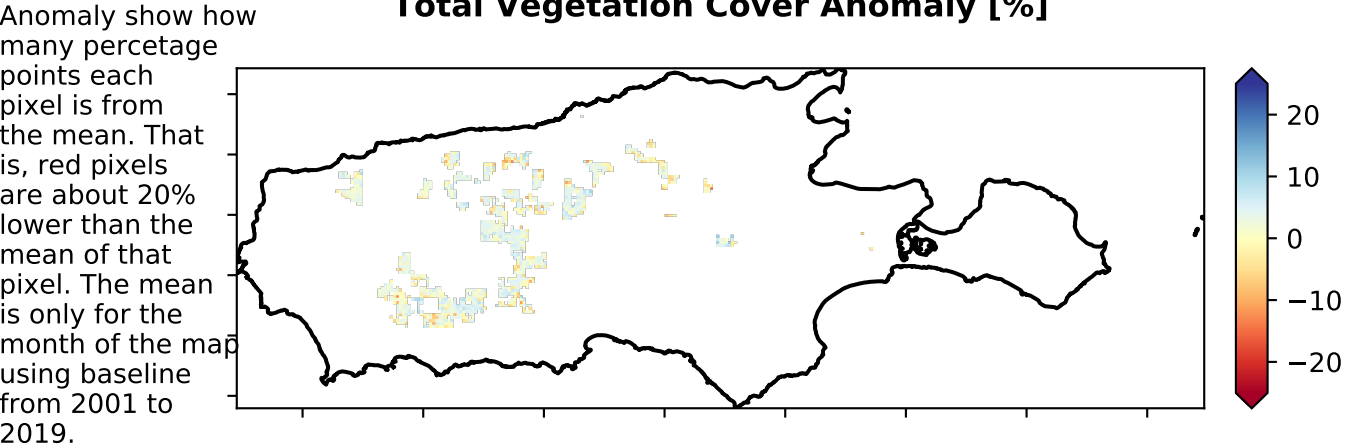 Total Vegetation Cover Anomaly [%]
Anomaly show how
many percetage
points each
pixel is from
the mean. That
is, red pixels
are about 20%
lower than the
mean of that
pixel. The mean
is only for the
month of the map
using baseline
from 2001 to
2019.
20
10
0
−10
−20